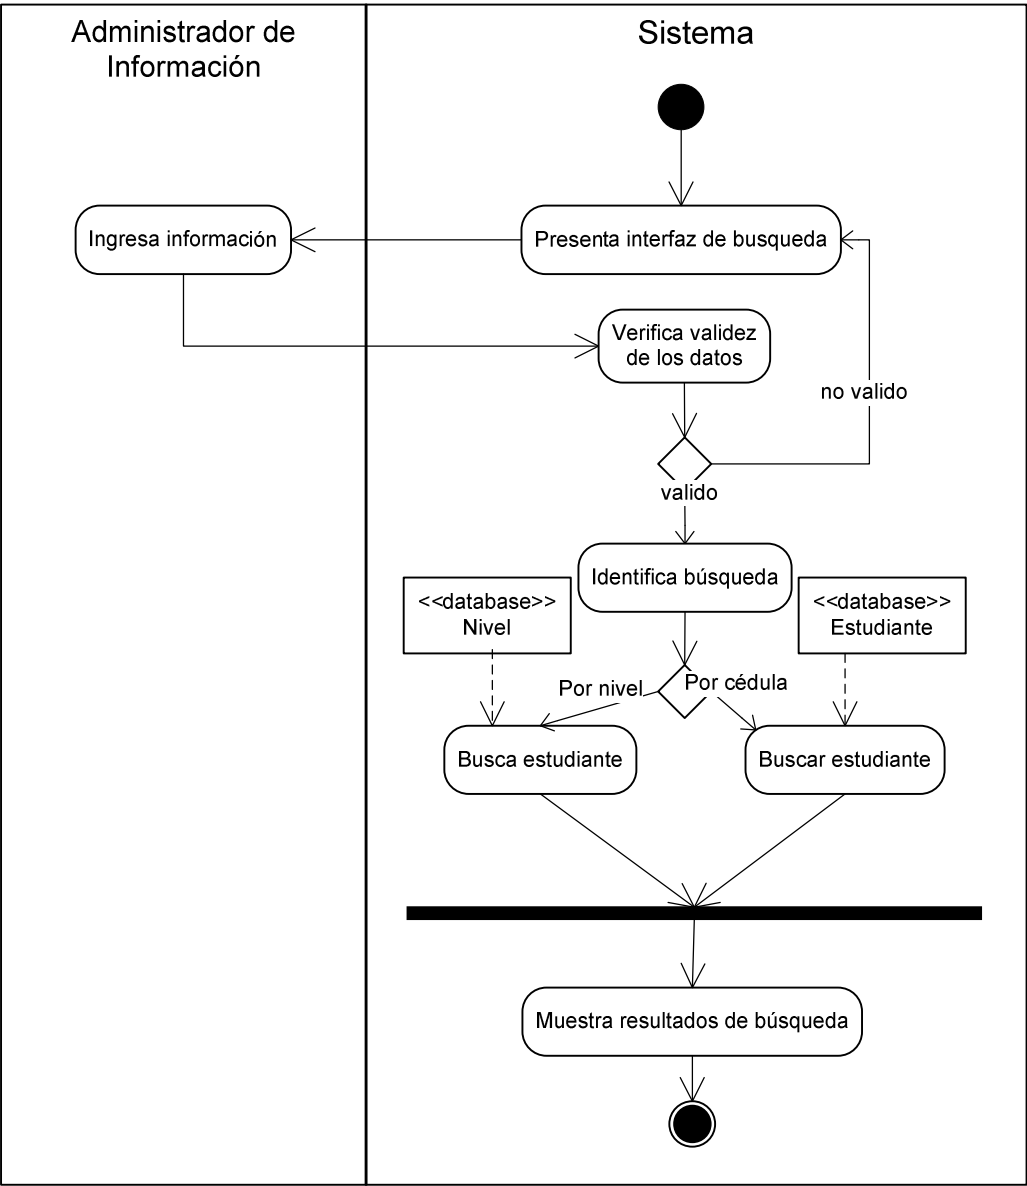 Administrador de
Información
Sistema
Ingresa información
Presenta interfaz de busqueda
Verifica validez
de los datos
no valido
valido
Identifica búsqueda
<<database>>
Nivel
<<database>>
Estudiante
Por nivel
Por cédula
Busca estudiante
Buscar estudiante
Muestra resultados de búsqueda